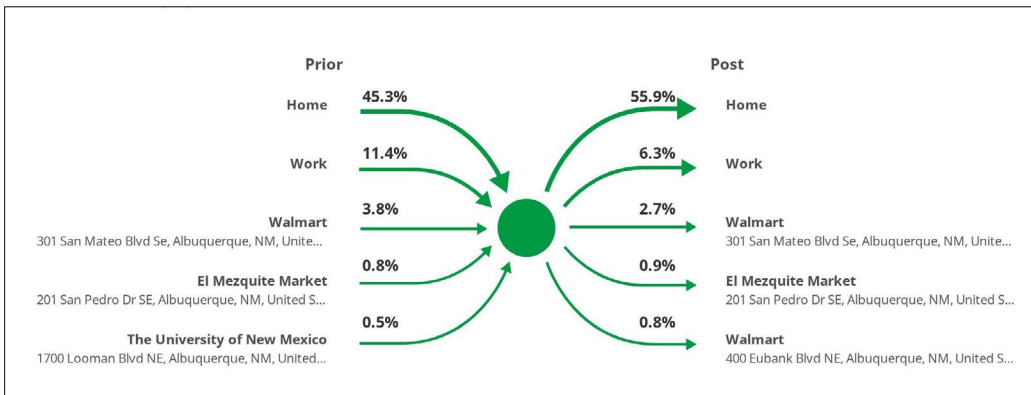 Prior
Home
45.3%
Work
11.4%
Walmart
3.8%
301 San Mateo Blvd Se, Albuquerque, NM, Unite...
El Mezquite Market
0.8%
201 San Pedro Dr SE, Albuquerque, NM, United S...
The University of New Mexico
0.5%
1700 Looman Blvd NE, Albuquerque, NM, United...
Post
55.9%
Home
6.3%
Work
2.7%
Walmart
301 San Mateo Blvd Se, Albuquerque, NM, Unite...
0.9%
El Mezquite Market
201 San Pedro Dr SE, Albuquerque, NM, United S...
0.8%
Walmart
400 Eubank Blvd NE, Albuquerque, NM, United S...